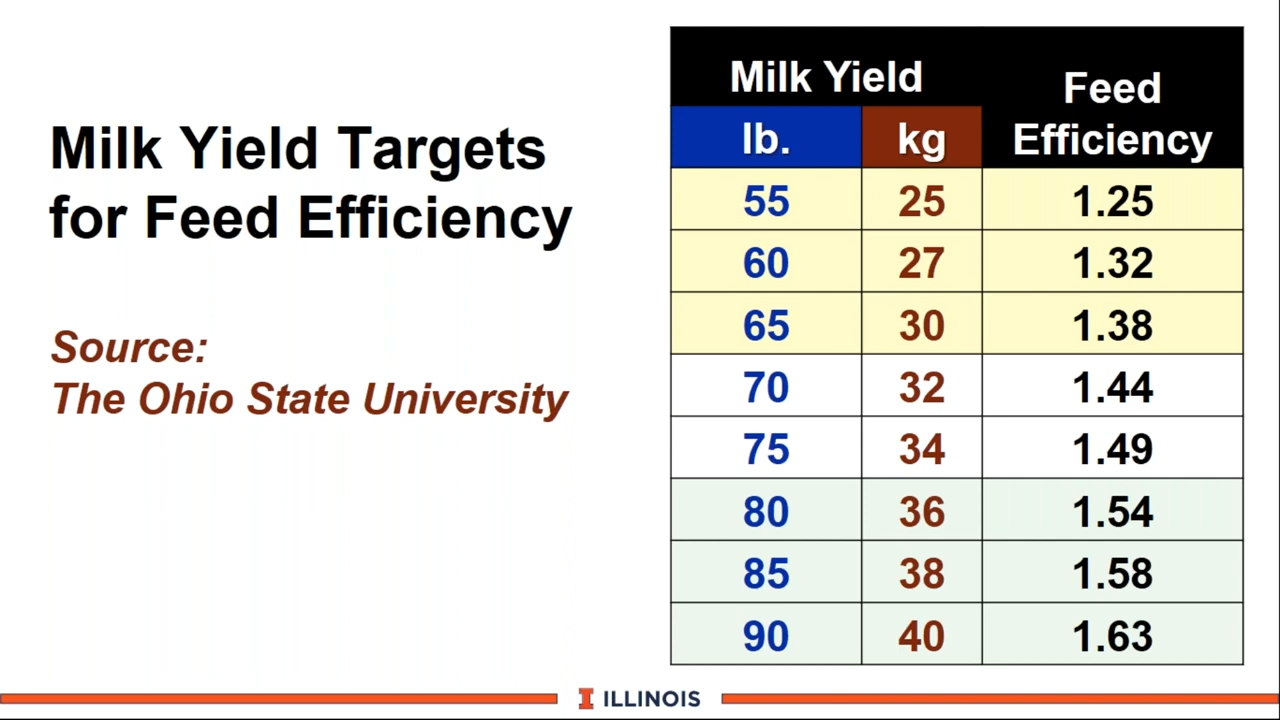 Milk Yield Targets
for Feed Efficiency
Source:
The Ohio State University
Milk Yield Feed Efficiency
lb. kg
55 25 1.25
60 27 1.32
65 30 1.38
70 32 1.44
75 34 1.49
80 36 1.54
85 38 1.58
90 40 1.63
I ILLINOIS